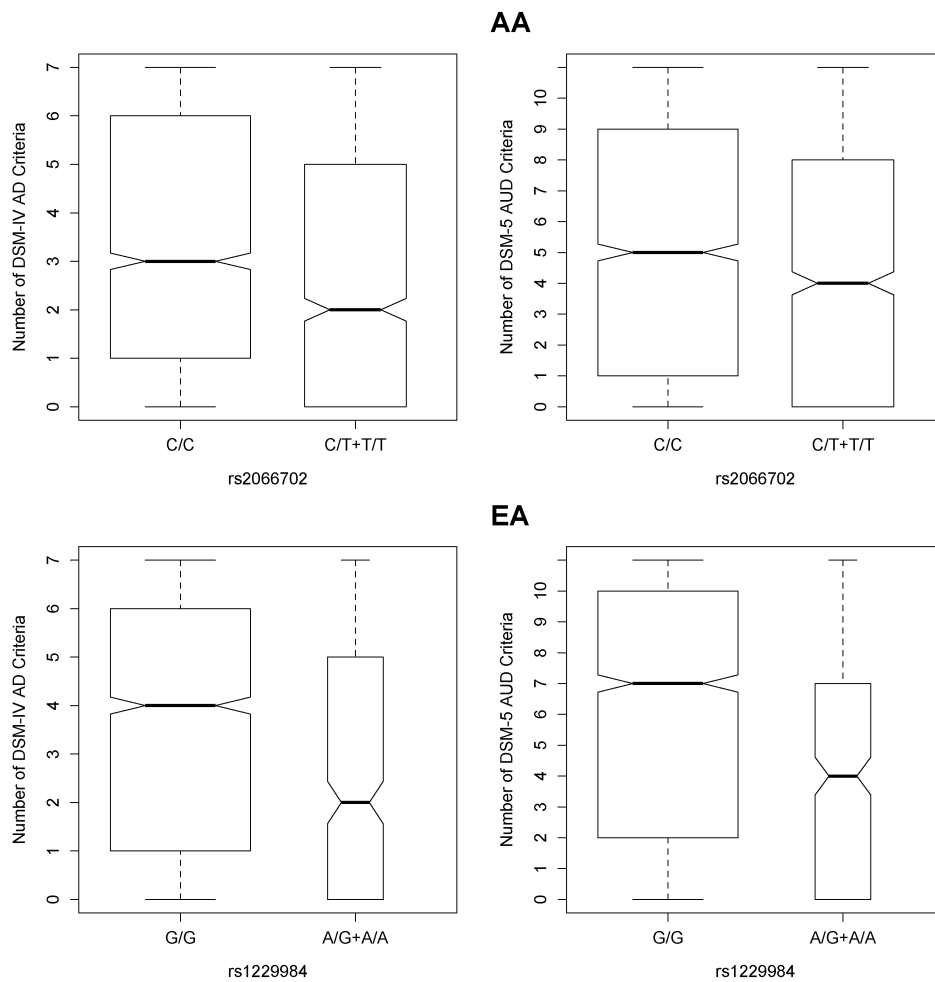 AA
Number of DSM-IV AD Criteria
7
6
5
4
3
2
1
0
C/C C/T+T/T
rs2066702
Number of DSM-5 AUD Criteria
10
9
8
7
6
5
4
3
2
1
0
C/C C/T+T/T
rs2066702
EA
Number of DSM-IV AD Criteria
7
6
5
4
3
2
1
0
G/G A/G+A/A
rs1229984
Number of DSM-5 AUD Criteria
10
9
8
7
6
5
4
3
2
1
0
G/G A/G+A/A
rs1229984